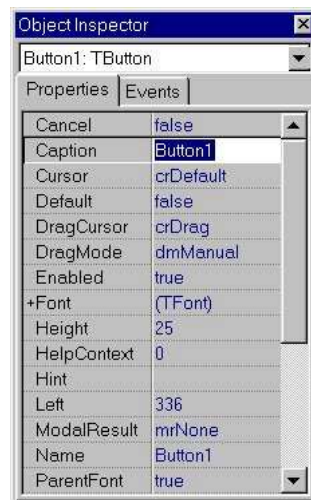 Object Inspector
Button1: TButton
Properties Events
Cancel false
Caption Button1
Cursor crDefault
Default false
DragCursor crDrag
DragMode dmManual
Enabled true
+Font (TFont)
Height 25
HelpContext 0
Hint
Left 336
ModalResult mrNone
Name Button1
ParentFont true